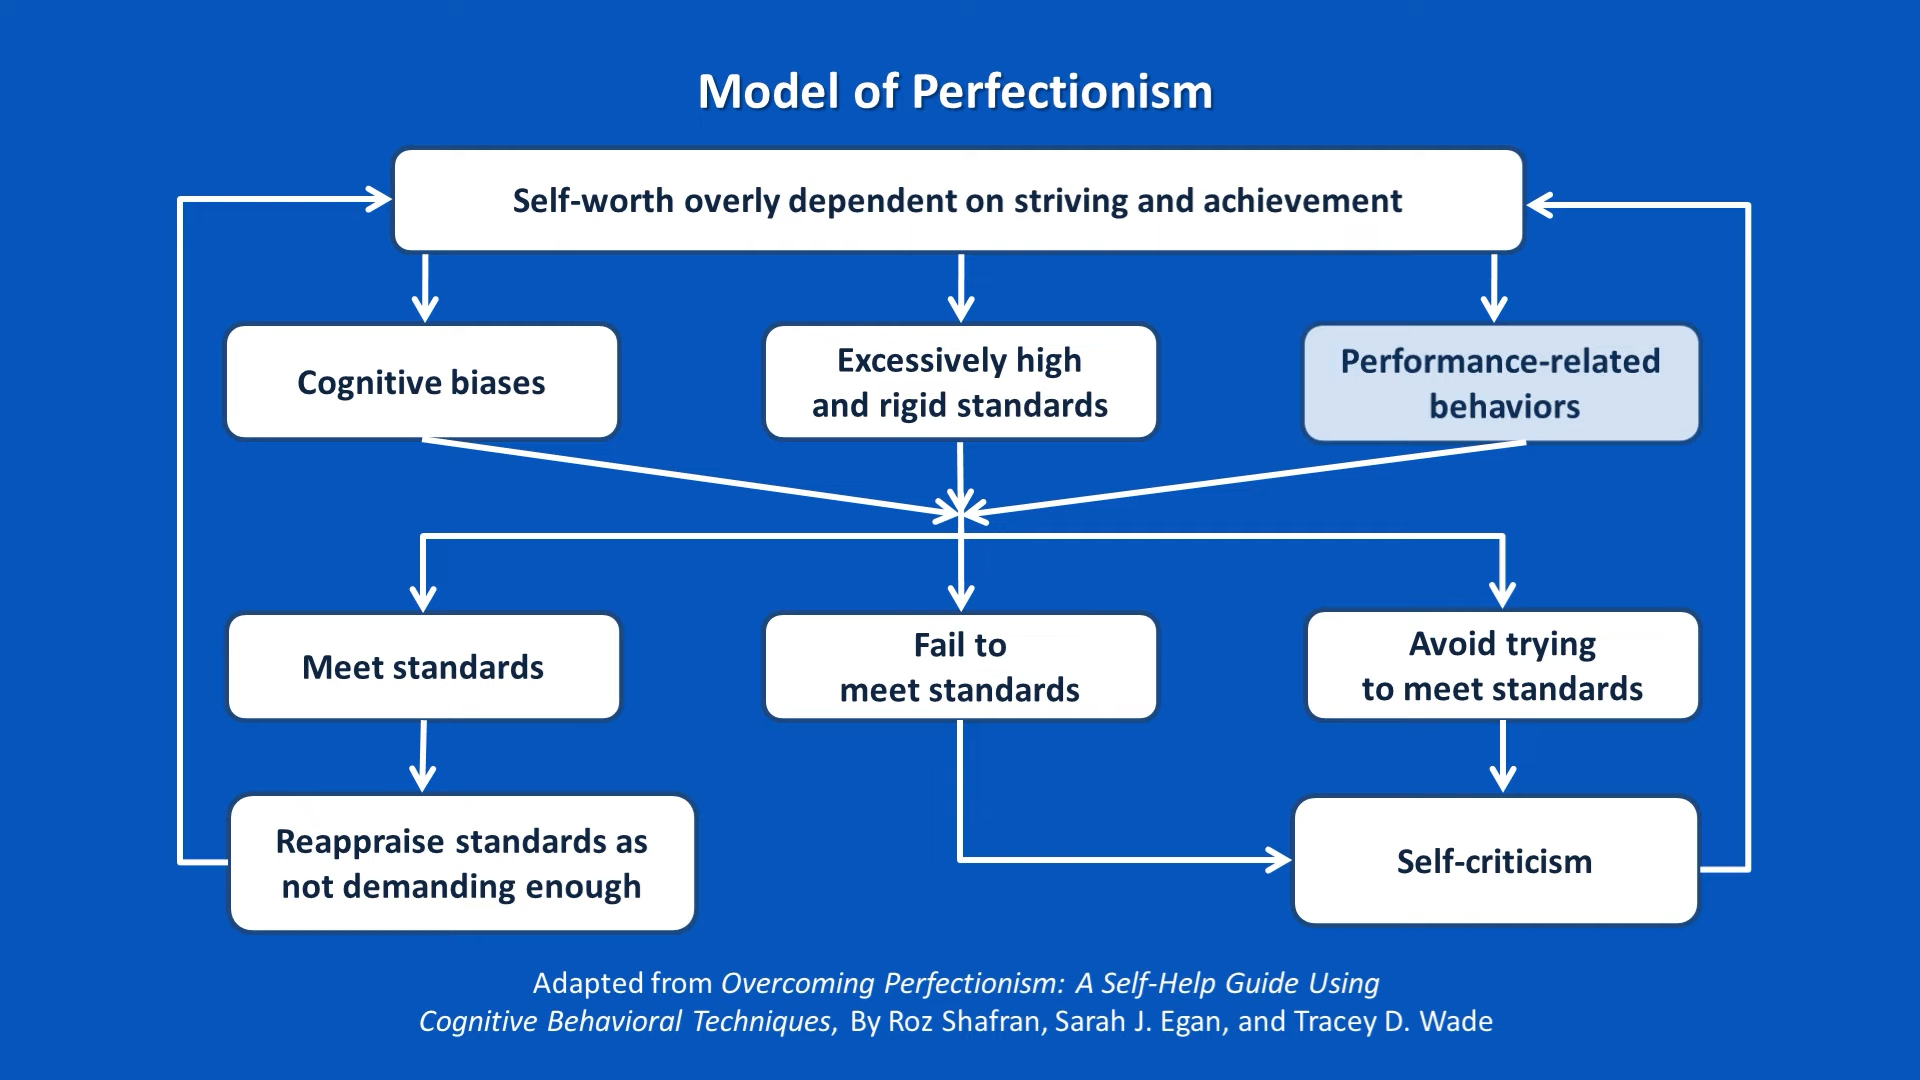 Model of Perfectionism
Self-worth overly dependent on striving and achievement
Cognitive biases
Excessively high
and rigid standards
Performance-related
behaviors
Meet standards
Fail to
meet standards
Avoid trying
to meet standards
Reappraise standards as
not demanding enough
Self-criticism
Adapted from Overcoming Perfectionism: A Self-Help Guide Using
Cognitive Behavioral Techniques, By Roz Shafran, Sarah J. Egan, and Tracey D. Wade